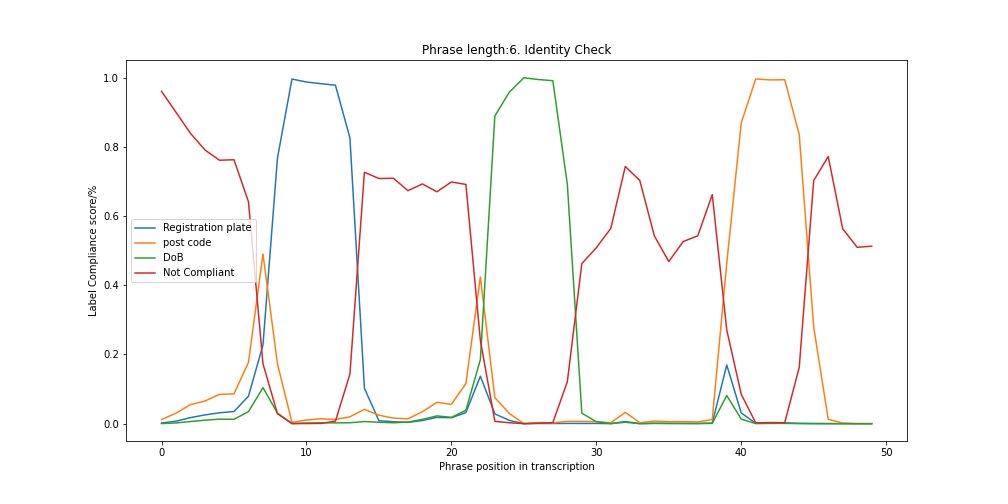 Phrase length:6. Identity Check
Label Compliance score/%
1.0
0.8
0.6
0.4
0.2
0.0
Registration plate
post code
DoB
Not Compliant
0 10 20 30 40 50
Phrase position in transcription